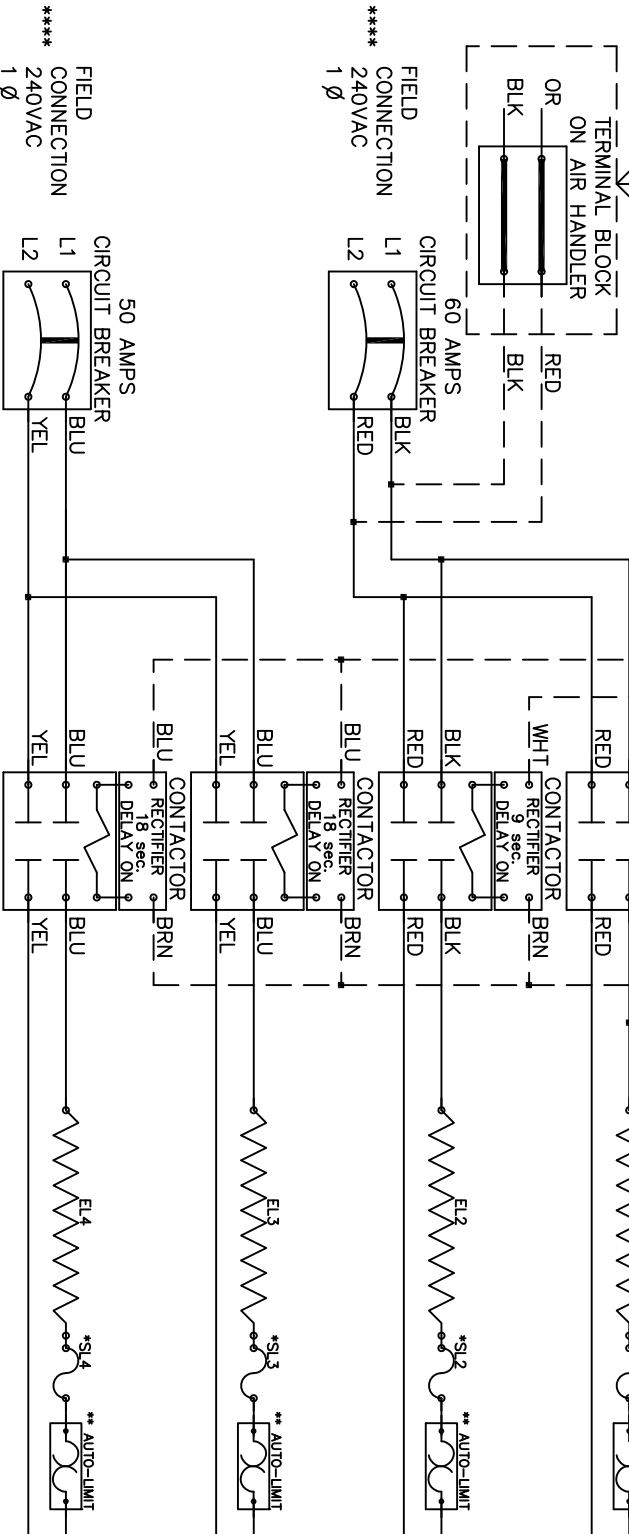 TERMINAL BLOCK
ON AIR HANDLER
OR
BLK
RED
BLK
****
FIELD
CONNECTION
240VAC
1 Ø
60 AMPS
CIRCUIT BREAKER
L1
L2
BLK
RED
****
FIELD
CONNECTION
240VAC
1 Ø
50 AMPS
CIRCUIT BREAKER
L1
L2
BLU
YEL
RED
RED
CONTACTOR
WHT
RECTIFIER
9 sec.
DELAY ON
BRN
BLK
RED
BLK
RED
EL2
*SL2
** AUTO-LIMIT
CONTACTOR
BLU
RECTIFIER
18 sec.
DELAY ON
BRN
BLU
YEL
BLU
YEL
EL3
*SL3
** AUTO-LIMIT
CONTACTOR
BLU
RECTIFIER
18 sec.
DELAY ON
BRN
BLU
YEL
BLU
YEL
EL4
*SL4
** AUTO-LIMIT